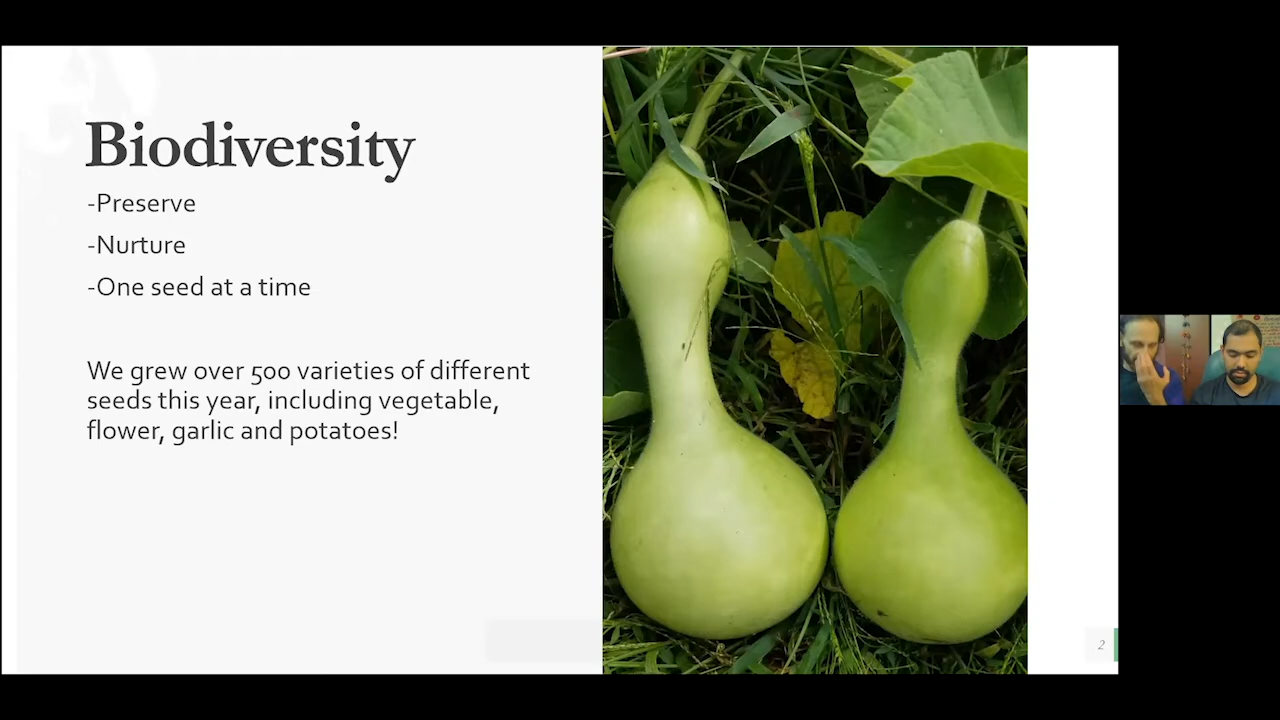 Biodiversity
-Preserve
-Nurture
-One seed at a time
We grew over 500 varieties of different
seeds this year, including vegetable,
flower, garlic and potatoes!
2